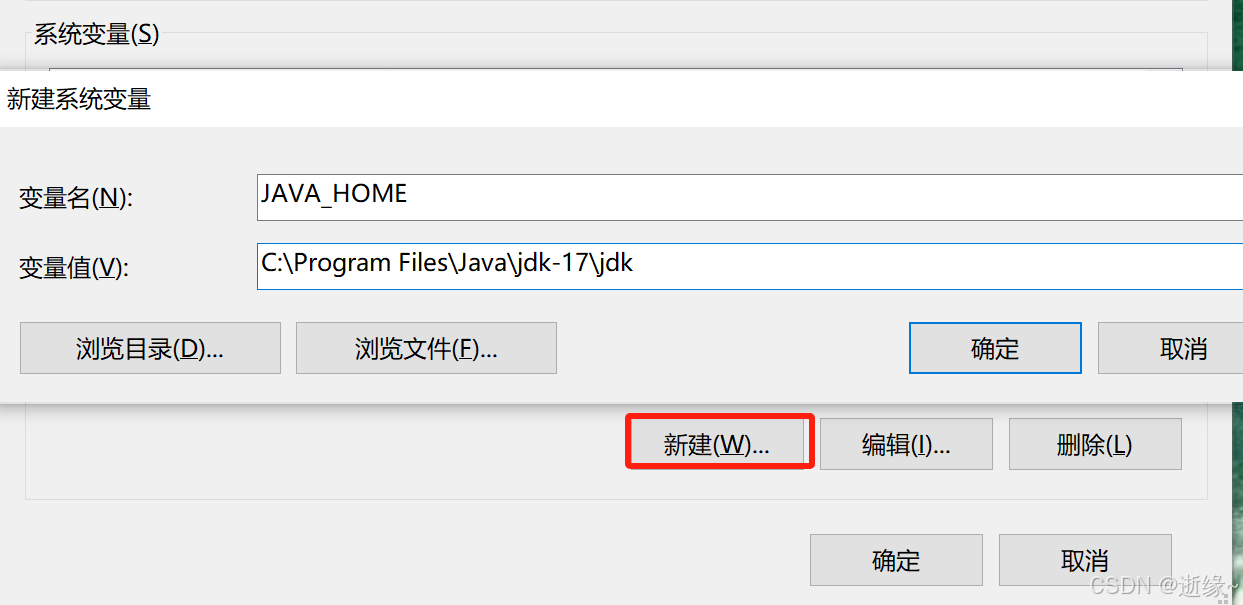 系统变量(S)
新建系统变量
变量名(N):
JAVA_HOME
变量值(V):
C:\Program Files\Java\jdk-17\jdk
浏览目录(D)...
浏览文件(F)...
确定
取消
新建(W)...
编辑(I)...
删除(L)
确定
取消
CSDN @逝缘~